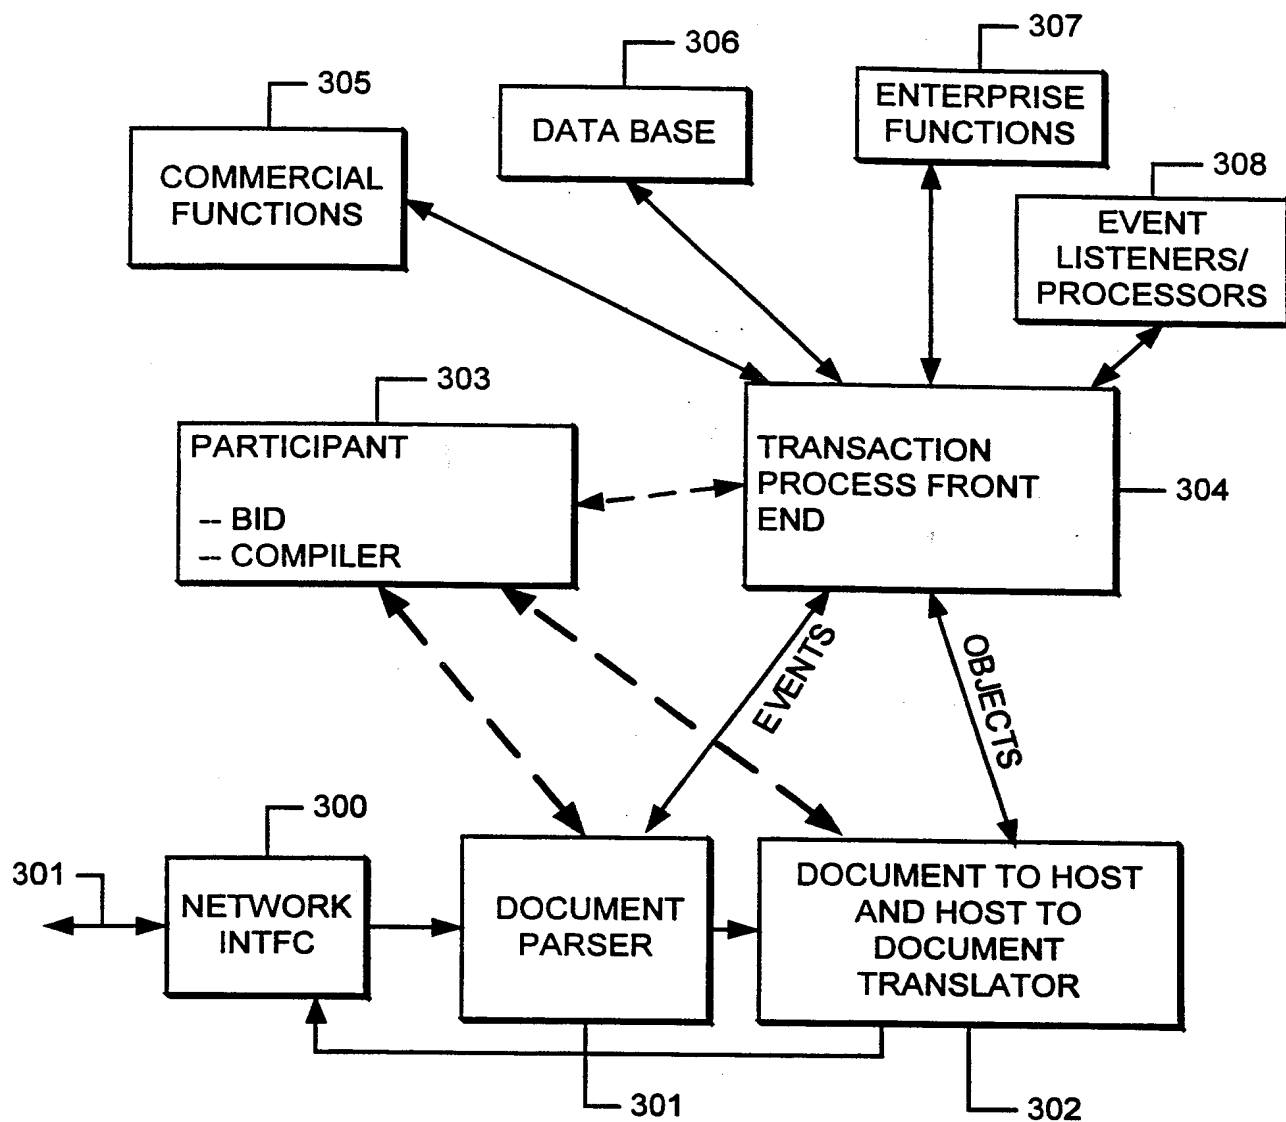 307
306
305
ENTERPRISE
FUNCTIONS
DATA BASE
308
COMMERCIAL
FUNCTIONS
EVENT
LISTENERS/
PROCESSORS
303
PARTICIPANT
-- BID
-- COMPILER
TRANSACTION
PROCESS FRONT
END
304
EVENTS
OBJECTS
300
301
NETWORK
INTFC
DOCUMENT
PARSER
DOCUMENT TO HOST
AND HOST TO
DOCUMENT
TRANSLATOR
301
302